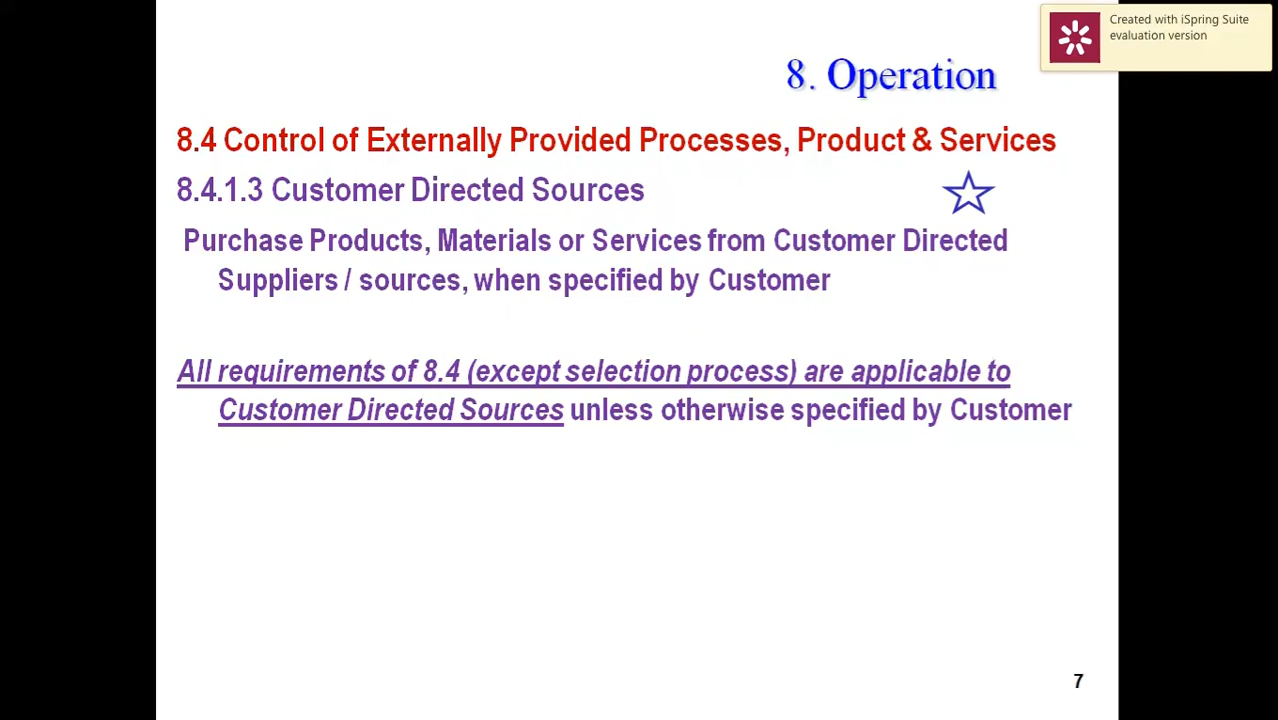 Created with iSpring Suite
evaluation version
8. Operation
8.4 Control of Externally Provided Processes, Product & Services
8.4.1.3 Customer Directed Sources
Purchase Products, Materials or Services from Customer Directed
Suppliers / sources, when specified by Customer
All requirements of 8.4 (except selection process) are applicable to
Customer Directed Sources unless otherwise specified by Customer
7